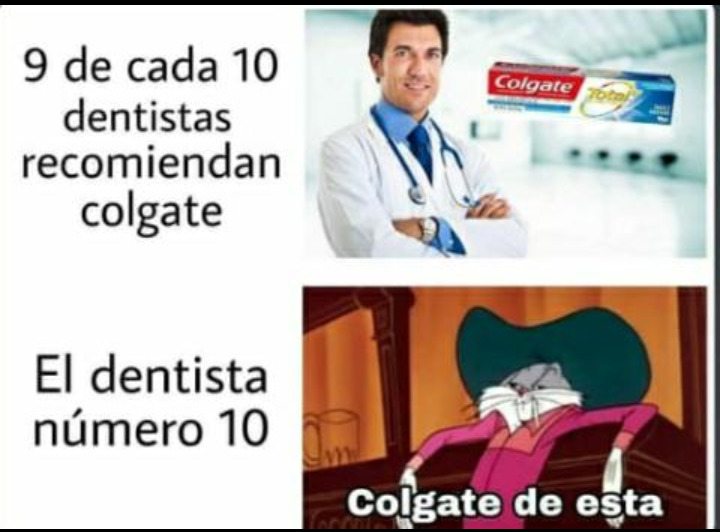 9 de cada 10
dentistas
recomiendan
colgate
Colgate
Total
El dentista
número 10
Colgate de esta